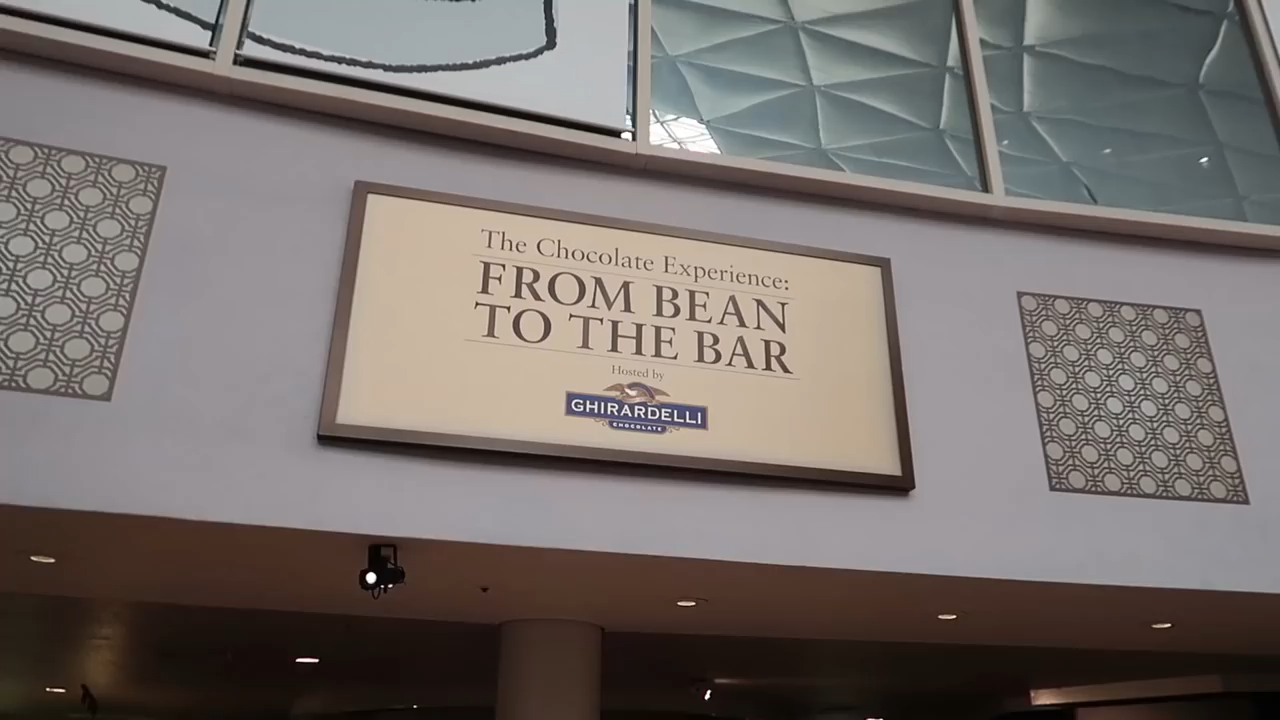 The Chocolate Experience:
FROM BEAN
TO THE BAR
Hosted by
GHIRARDELLI
CHOCOLATE